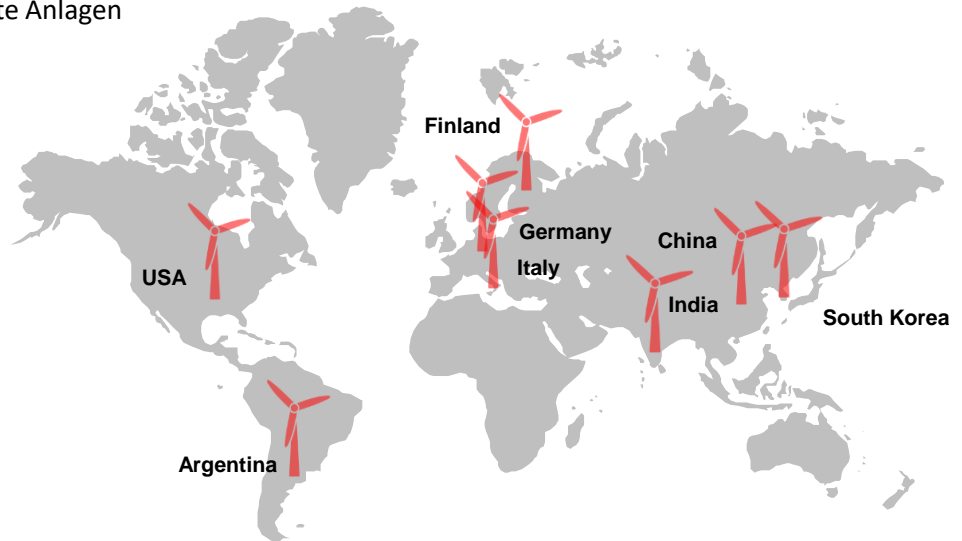 te Anlagen
Finland
Germany
China
Italy
USA
India
South Korea
Argentina